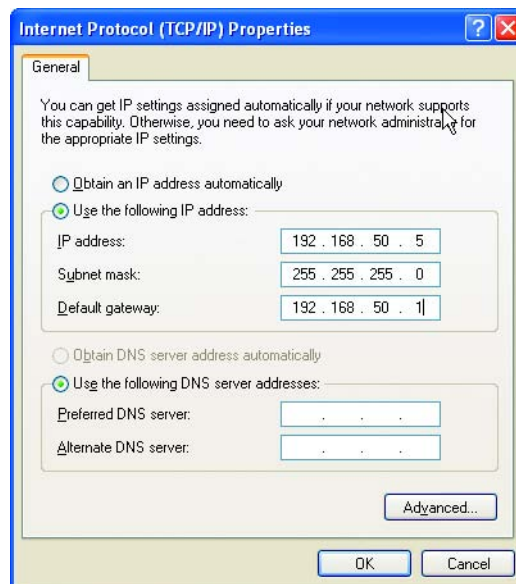 Internet Protocol (TCP/IP) Properties
General
You can get IP settings assigned automatically if your network supports
this capability. Otherwise, you need to ask your network administrator for
the appropriate IP settings.
Obtain an IP address automatically
Use the following IP address:
IP address: 192 . 168 . 50 . 5
Subnet mask: 255 . 255 . 255 . 0
Default gateway: 192 . 168 . 50 . 1
Obtain DNS server address automatically
Use the following DNS server addresses:
Preferred DNS server: . . .
Alternate DNS server: . . .
Advanced...
OK Cancel